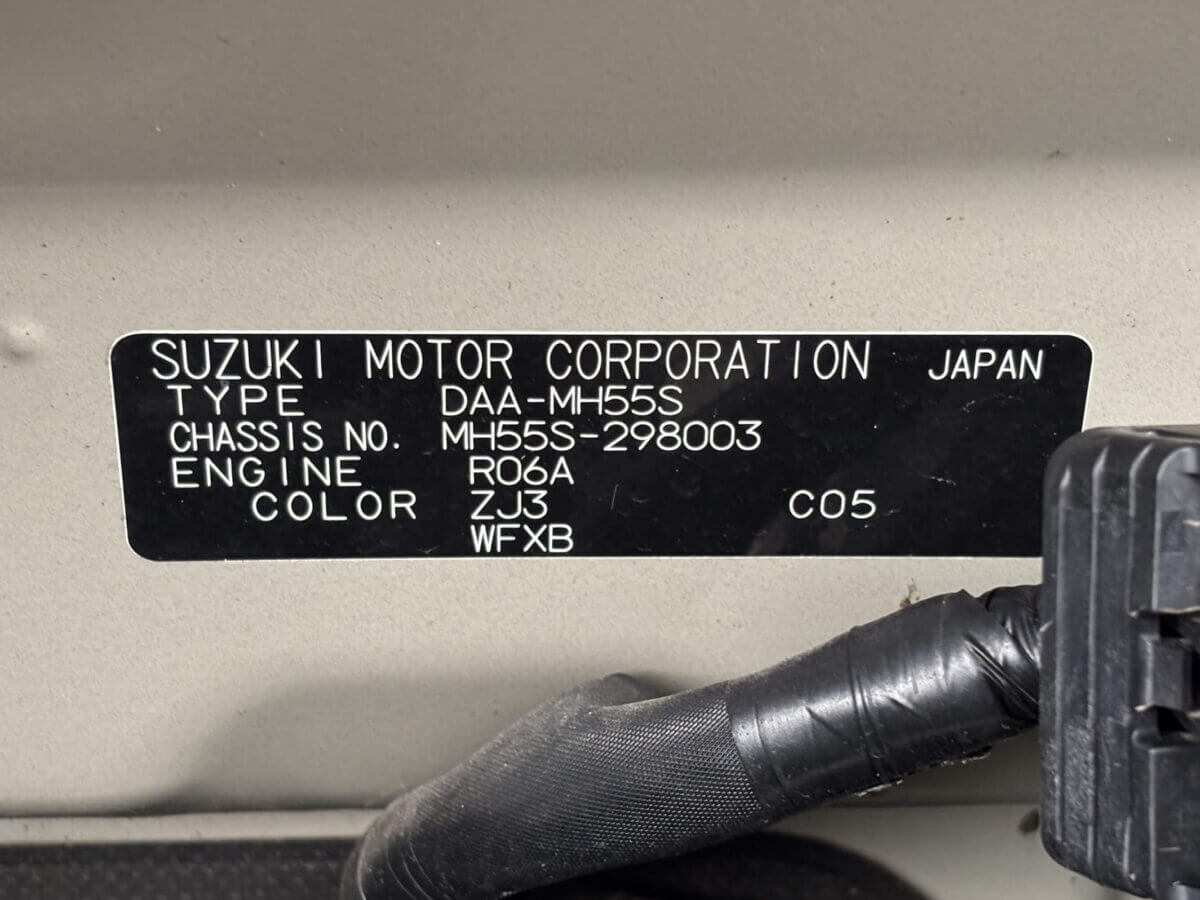 SUZUKI MOTOR CORPORATION JAPAN
TYPE DAA-MH55S
CHASSIS NO. MH55S-298003
ENGINE R06A
COLOR ZJ3 C05
WFXB